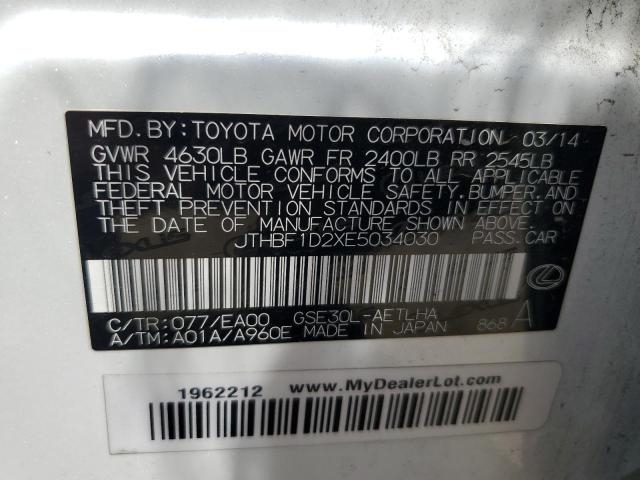 MFD.BY:TOYOTA MOTOR CORPORATION 03/14
GVWR 4630LB GAWR FR 2400LB RR 2545LB
THIS VEHICLE CONFORMS TO ALL APPLICABLE
FEDERAL MOTOR VEHICLE SAFETY, BUMPER, AND
THEFT PREVENTION STANDARDS IN EFFECT ON
THE DATE OF MANUFACTURE SHOWN ABOVE.
JTHBF1D2XE5034030 PASS.CAR
C/TR:077/EA00 GSE30L-AETLHA
A/TM:A01A/A960E MADE IN JAPAN 868 A
1962212 www.MyDealerLot.com